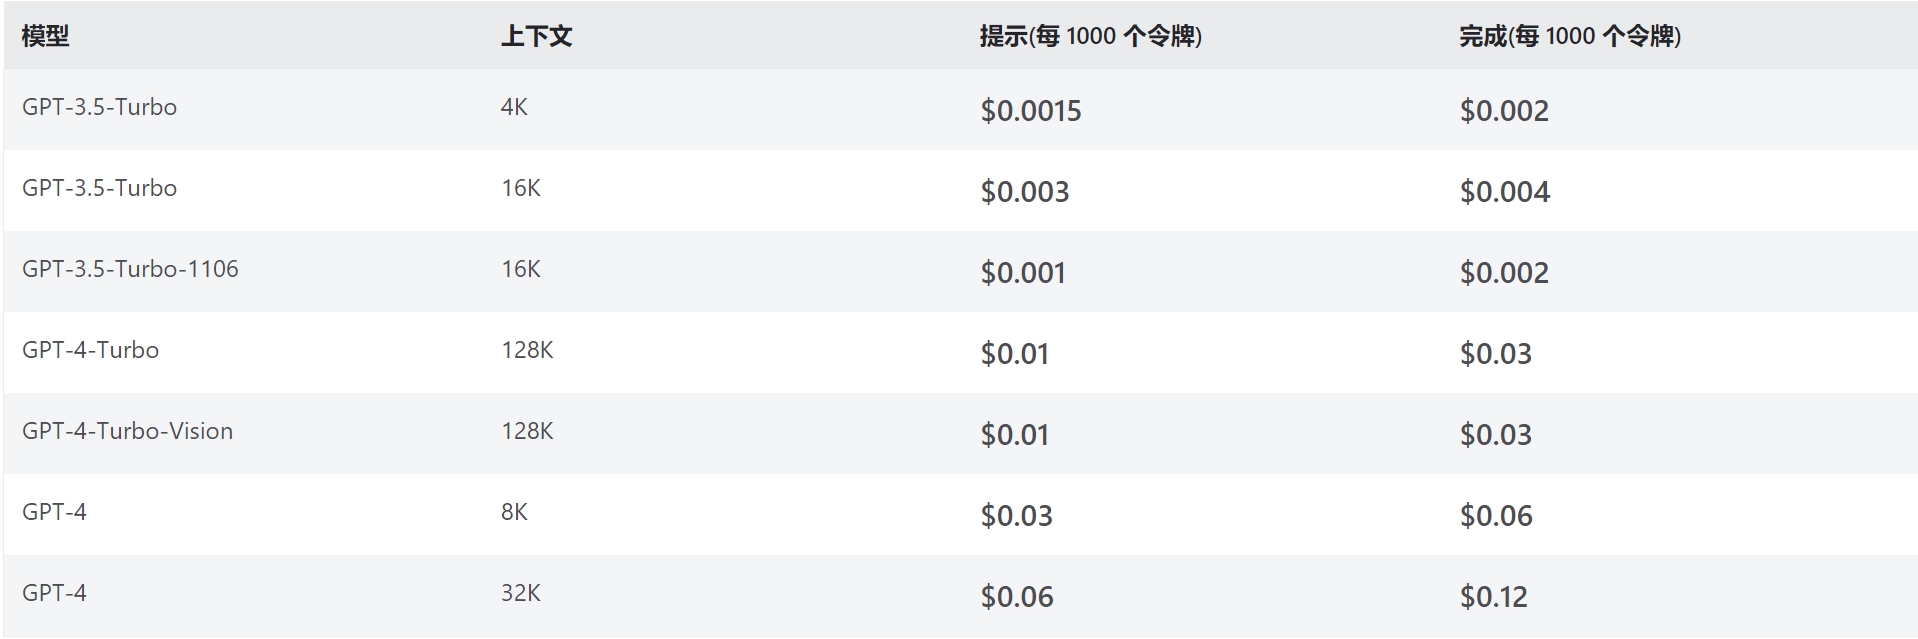 模型 上下文 提示(每 1000 个令牌) 完成(每 1000 个令牌)
GPT-3.5-Turbo 4K $0.0015 $0.002
GPT-3.5-Turbo 16K $0.003 $0.004
GPT-3.5-Turbo-1106 16K $0.001 $0.002
GPT-4-Turbo 128K $0.01 $0.03
GPT-4-Turbo-Vision 128K $0.01 $0.03
GPT-4 8K $0.03 $0.06
GPT-4 32K $0.06 $0.12